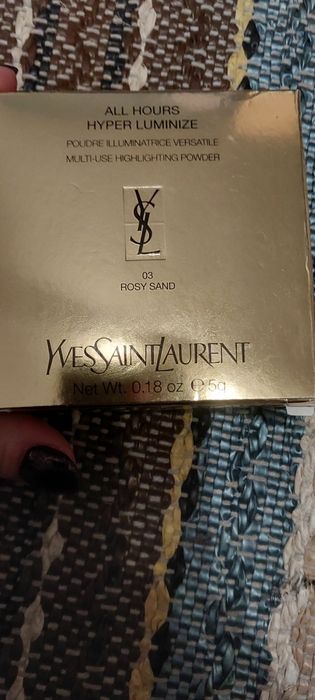 ALL HOURS
HYPER LUMINIZE
POUDRE ILLUMINATRICE VERSATILE
MULTI-USE HIGHLIGHTING POWDER
YSL
03
ROSY SAND
YVESSAINTLAURENT
Net Wt. 0.18 oz ℮ 5g